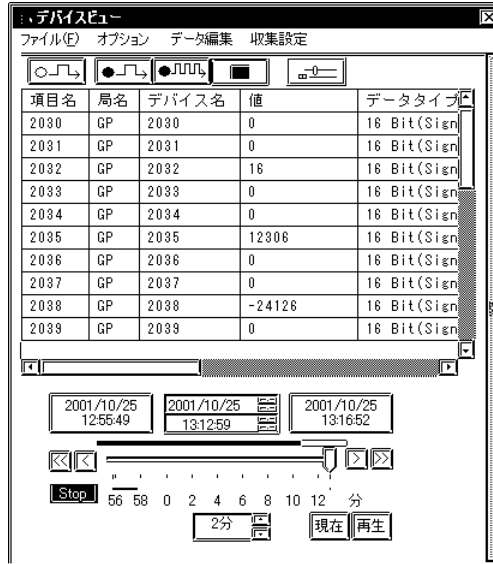 デバイスビュー
ファイル(F) オプション データ編集 収集設定
項目名 局名 デバイス名 値 データタイプ
2030 GP 2030 0 16 Bit(Sign
2031 GP 2031 0 16 Bit(Sign
2032 GP 2032 16 16 Bit(Sign
2033 GP 2033 0 16 Bit(Sign
2034 GP 2034 0 16 Bit(Sign
2035 GP 2035 12306 16 Bit(Sign
2036 GP 2036 0 16 Bit(Sign
2037 GP 2037 0 16 Bit(Sign
2038 GP 2038 -24126 16 Bit(Sign
2039 GP 2039 0 16 Bit(Sign
2001/10/25 2001/10/25 2001/10/25
12:55:49 13:12:59 13:16:52
Stop 56 58 0 2 4 6 8 10 12 分
2分 現在 再生